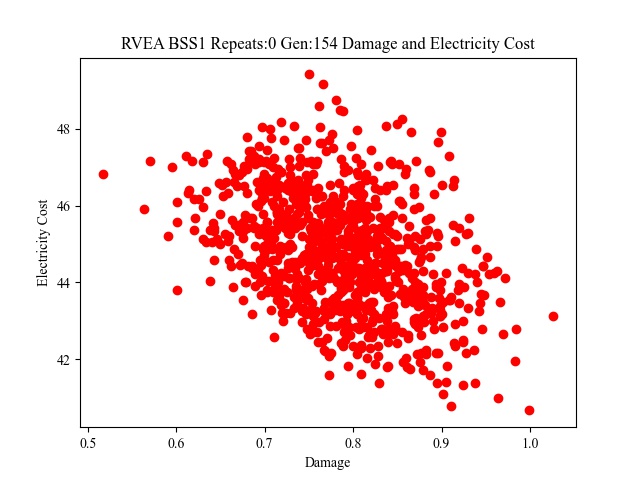 RVEA BSS1 Repeats:0 Gen:154 Damage and Electricity Cost
48
46
44
42
Electricity Cost
0.5 0.6 0.7 0.8 0.9 1.0
Damage